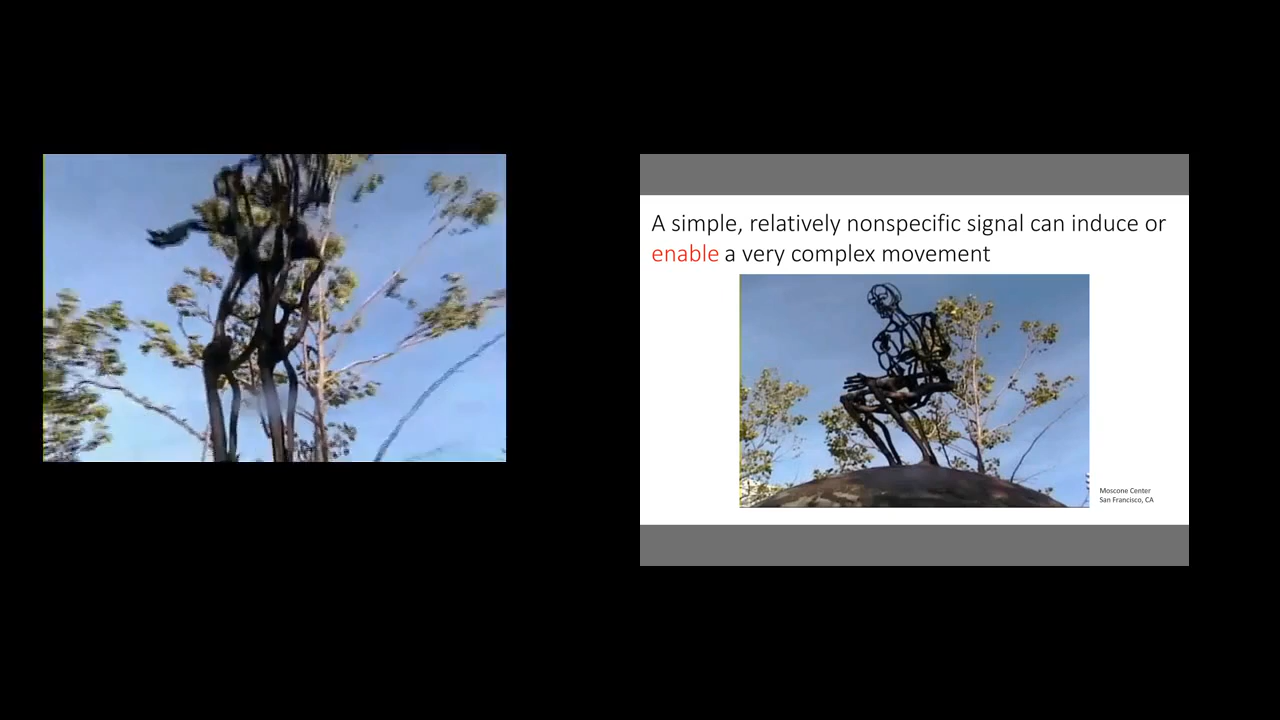 A simple, relatively nonspecific signal can induce or
enable a very complex movement
Moscone Center
San Francisco, CA